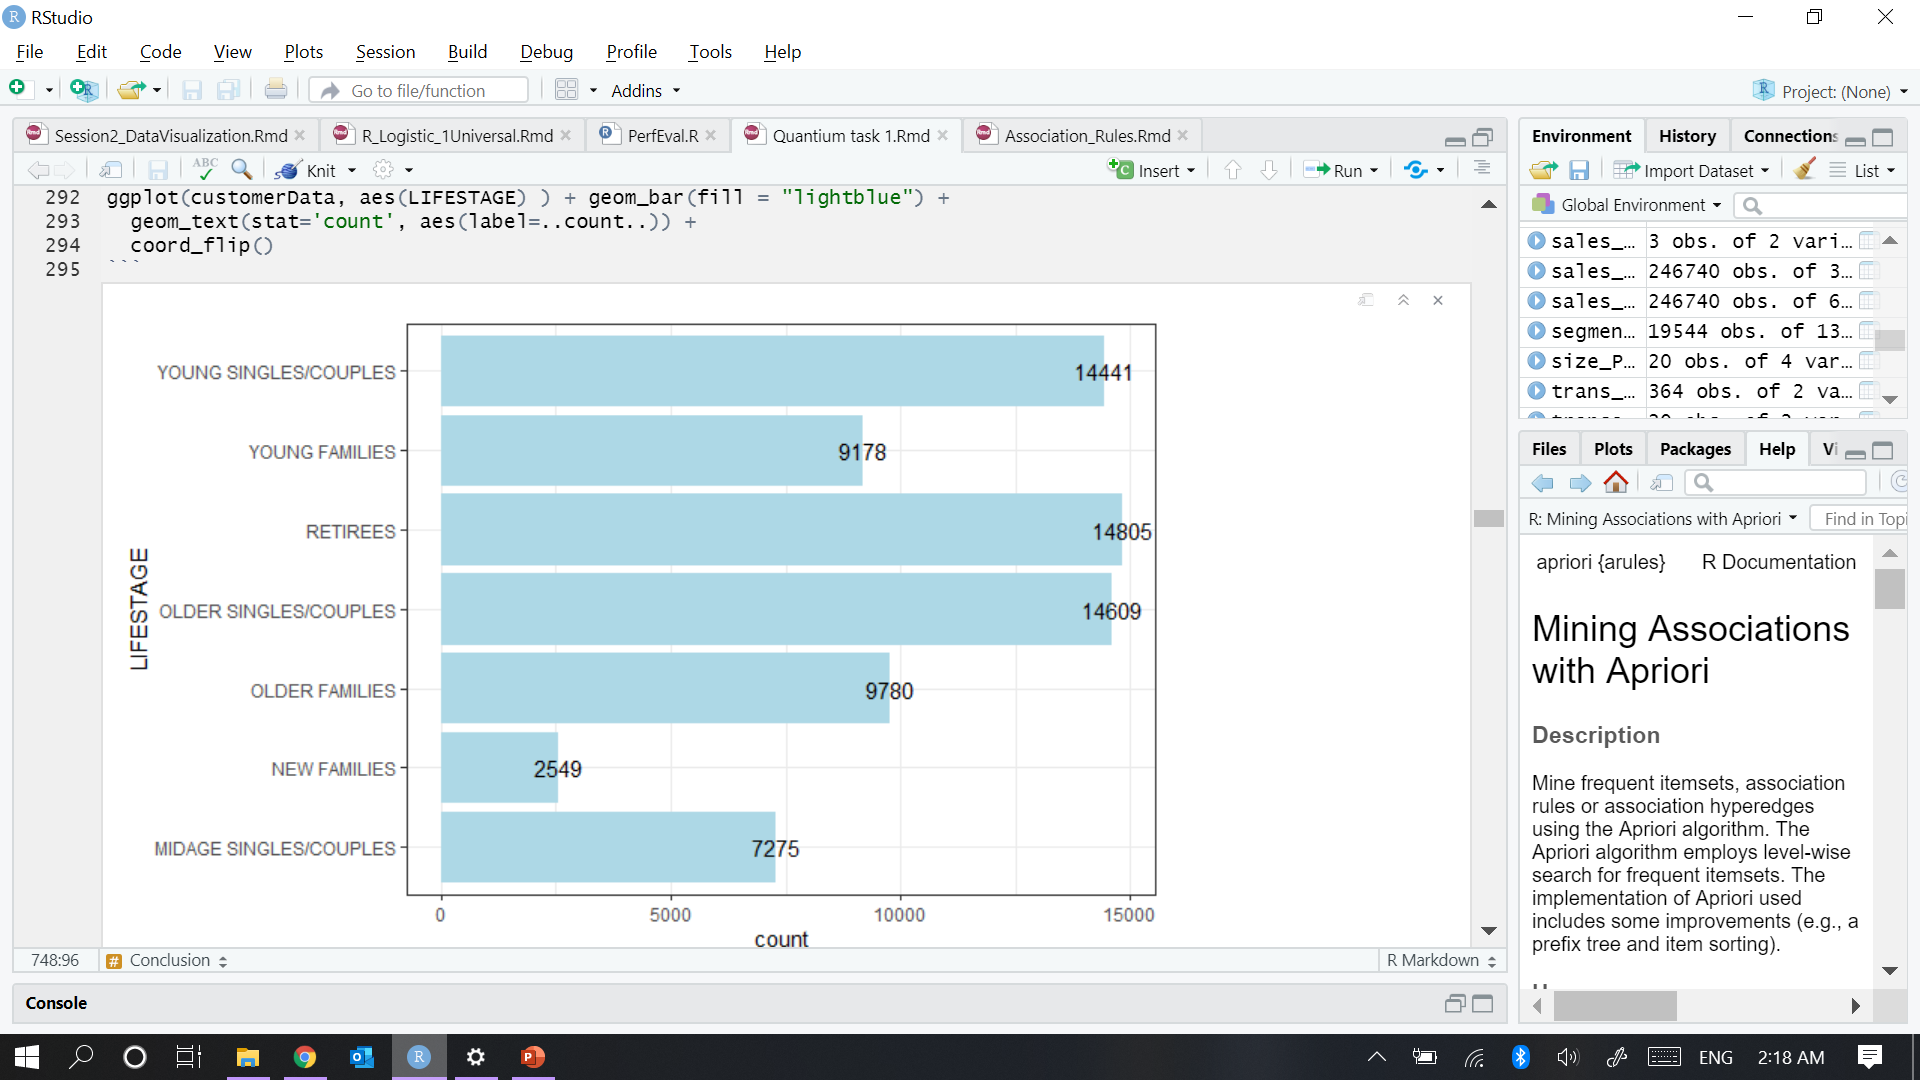 RStudio
File Edit Code View Plots Session Build Debug Profile Tools Help
Go to file/function Addins Project: (None)
Session2_DataVisualization.Rmd R_Logistic_1Universal.Rmd PerfEval.R Quantium task 1.Rmd Association_Rules.Rmd
ABC Knit Insert Run
292 ggplot(customerData, aes(LIFESTAGE) ) + geom_bar(fill = "lightblue") +
293 geom_text(stat='count', aes(label=..count..)) +
294 coord_flip()
295 ```
YOUNG SINGLES/COUPLES 14441
YOUNG FAMILIES 9178
RETIREES 14805
OLDER SINGLES/COUPLES 14609
OLDER FAMILIES 9780
NEW FAMILIES 2549
MIDAGE SINGLES/COUPLES 7275
LIFESTAGE
0 5000 10000 15000
count
748:96 Conclusion R Markdown
Console
Environment History Connections
Import Dataset List
Global Environment
sales_... 3 obs. of 2 vari...
sales_... 246740 obs. of 3...
sales_... 246740 obs. of 6...
segmen... 19544 obs. of 13...
size_P... 20 obs. of 4 var...
trans_... 364 obs. of 2 va...
Files Plots Packages Help Vi
R: Mining Associations with Apriori Find in Topi
apriori {arules} R Documentation
Mining Associations
with Apriori
Description
Mine frequent itemsets, association
rules or association hyperedges
using the Apriori algorithm. The
Apriori algorithm employs level-wise
search for frequent itemsets. The
implementation of Apriori used
includes some improvements (e.g., a
prefix tree and item sorting).
ENG 2:18 AM